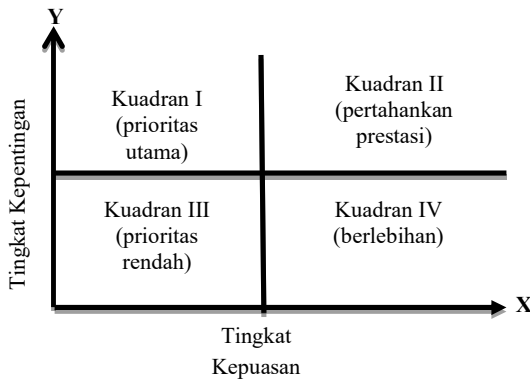 Y
Tingkat Kepentingan
Kuadran I
(prioritas
utama)
Kuadran II
(pertahankan
prestasi)
Kuadran III
(prioritas
rendah)
Kuadran IV
(berlebihan)
X
Tingkat
Kepuasan